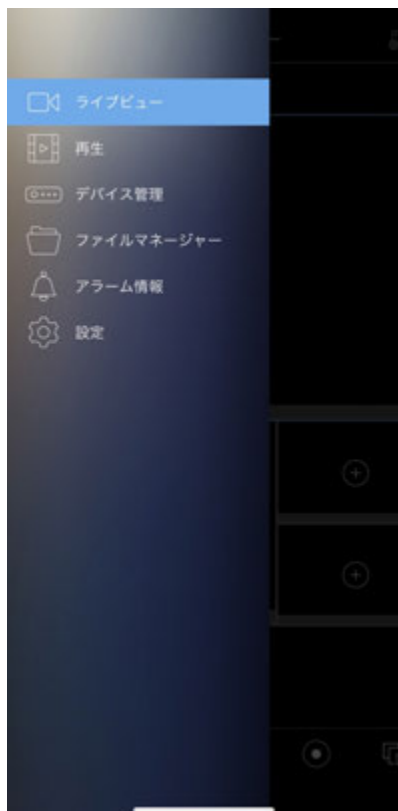 ライブビュー
再生
デバイス管理
ファイルマネージャー
アラーム情報
設定